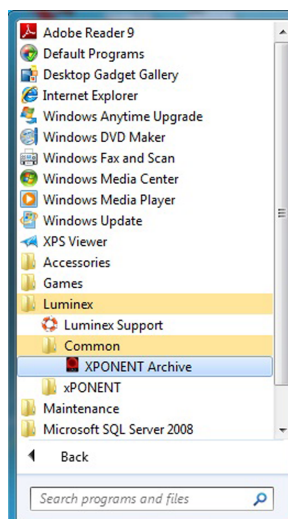 Adobe Reader 9
Default Programs
Desktop Gadget Gallery
Internet Explorer
Windows Anytime Upgrade
Windows DVD Maker
Windows Fax and Scan
Windows Media Center
Windows Media Player
Windows Update
XPS Viewer
Accessories
Games
Luminex
Luminex Support
Common
XPONENT Archive
xPONENT
Maintenance
Microsoft SQL Server 2008
Back
Search programs and files